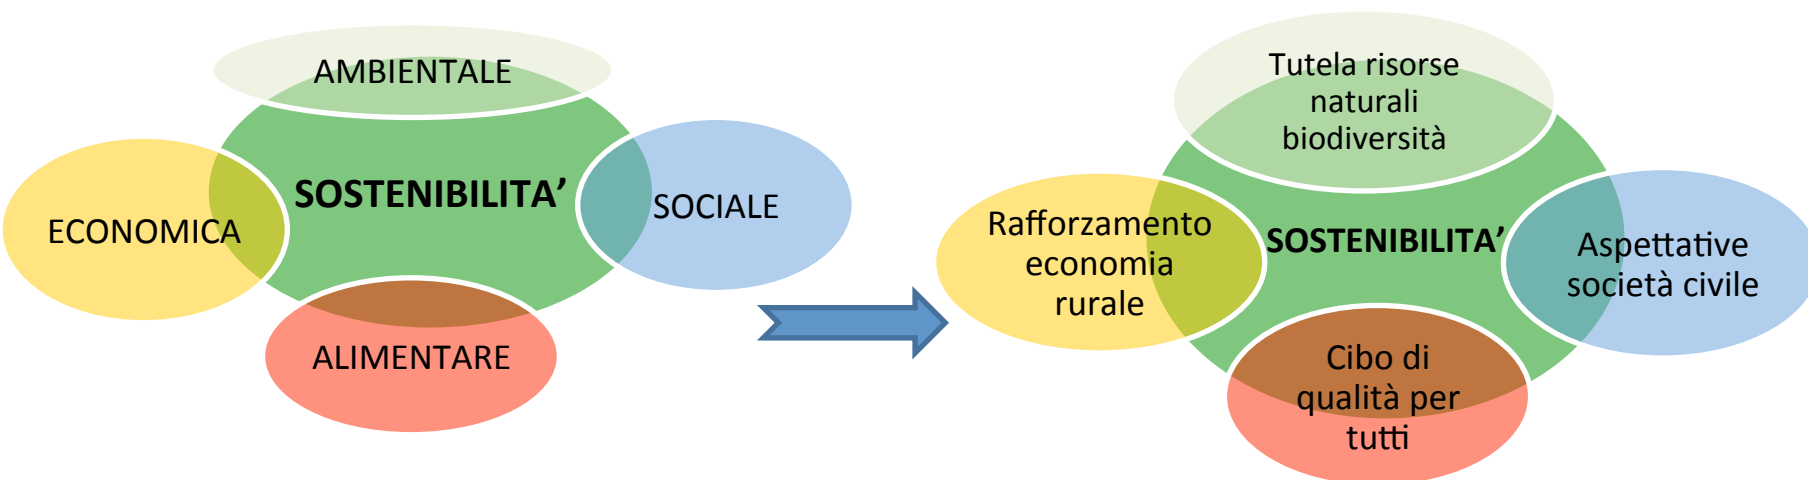 AMBIENTALE
SOSTENIBILITA’
ECONOMICA
SOCIALE
ALIMENTARE
Tutela risorse
naturali
biodiversità
Rafforzamento
economia
rurale
SOSTENIBILITA’
Aspettative
società civile
Cibo di
qualità per
tutti